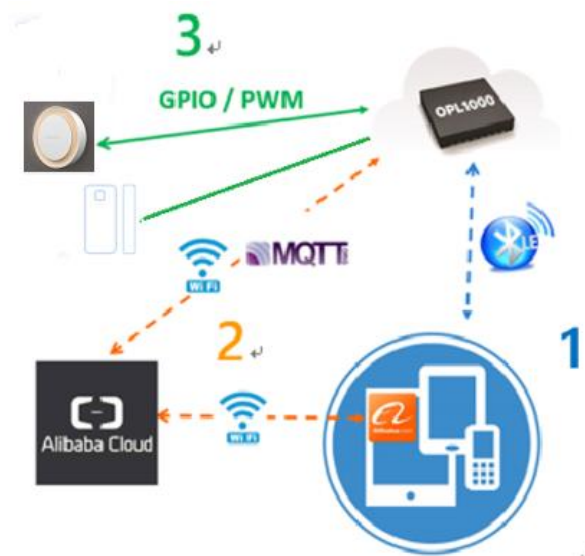 3
GPIO / PWM
OPL1000
LE
Wi Fi
MQTT
2
1
Alibaba Cloud
Wi Fi